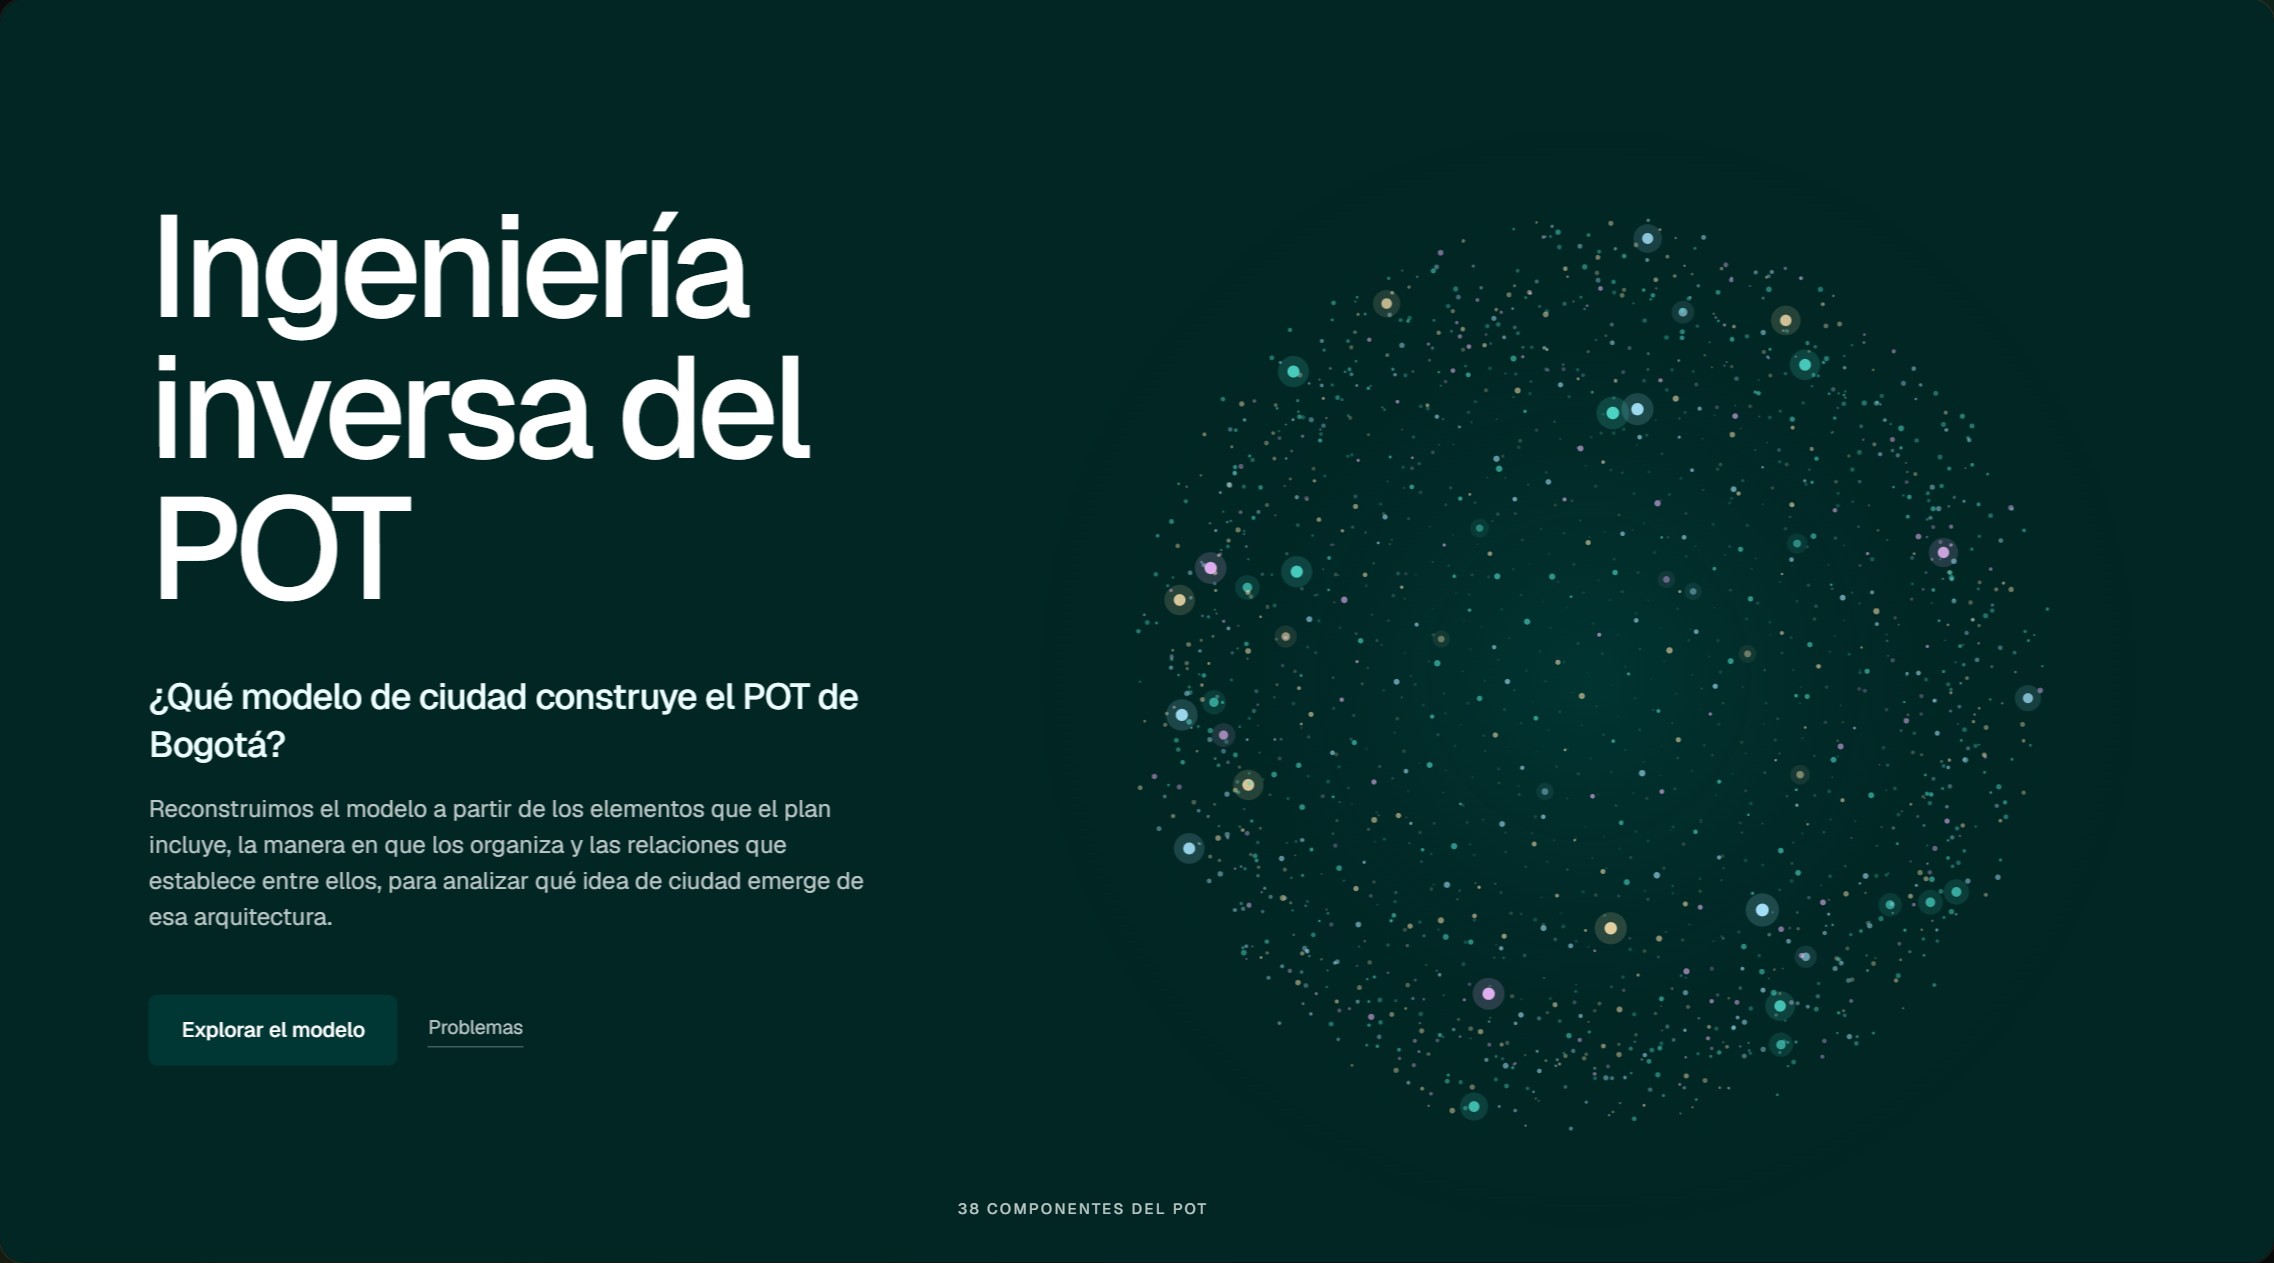 Ingeniería
inversa del
POT
¿Qué modelo de ciudad construye el POT de
Bogotá?
Reconstruimos el modelo a partir de los elementos que el plan
incluye, la manera en que los organiza y las relaciones que
establece entre ellos, para analizar qué idea de ciudad emerge de
esa arquitectura.
Explorar el modelo
Problemas
38 COMPONENTES DEL POT